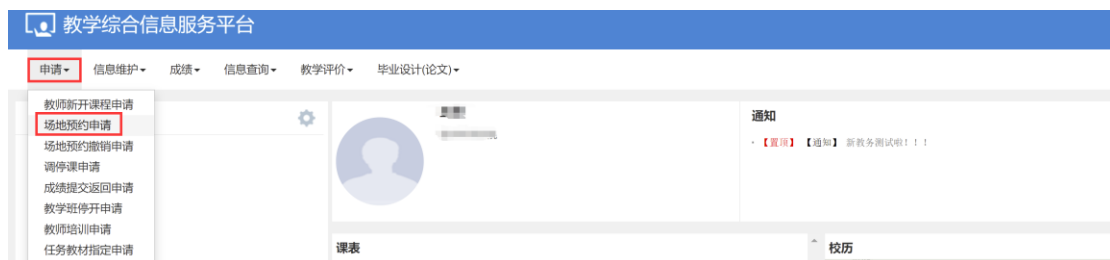 教学综合信息服务平台
申请 信息维护 成绩 信息查询 教学评价 毕业设计(论文)
教师新开课程申请
场地预约申请
场地预约撤销申请
调停课申请
成绩提交返回申请
教学班停开申请
教师培训申请
任务教材指定申请
通知
【置顶】【通知】 新教务测试啦！！！
课表
校历